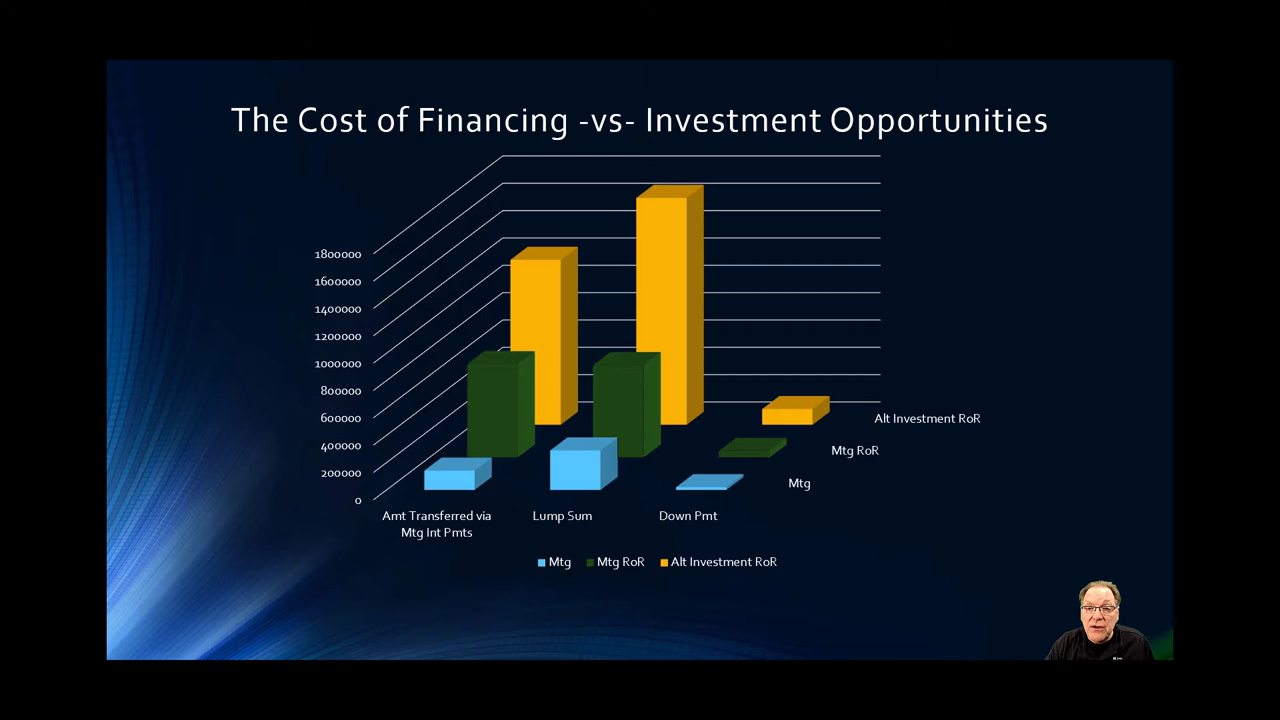 The Cost of Financing -vs- Investment Opportunities
1800000
1600000
1400000
1200000
1000000
800000
600000
400000
200000
0
Alt Investment RoR
Mtg RoR
Mtg
Amt Transferred via
Mtg Int Pmts
Lump Sum
Down Pmt
Mtg Mtg RoR Alt Investment RoR